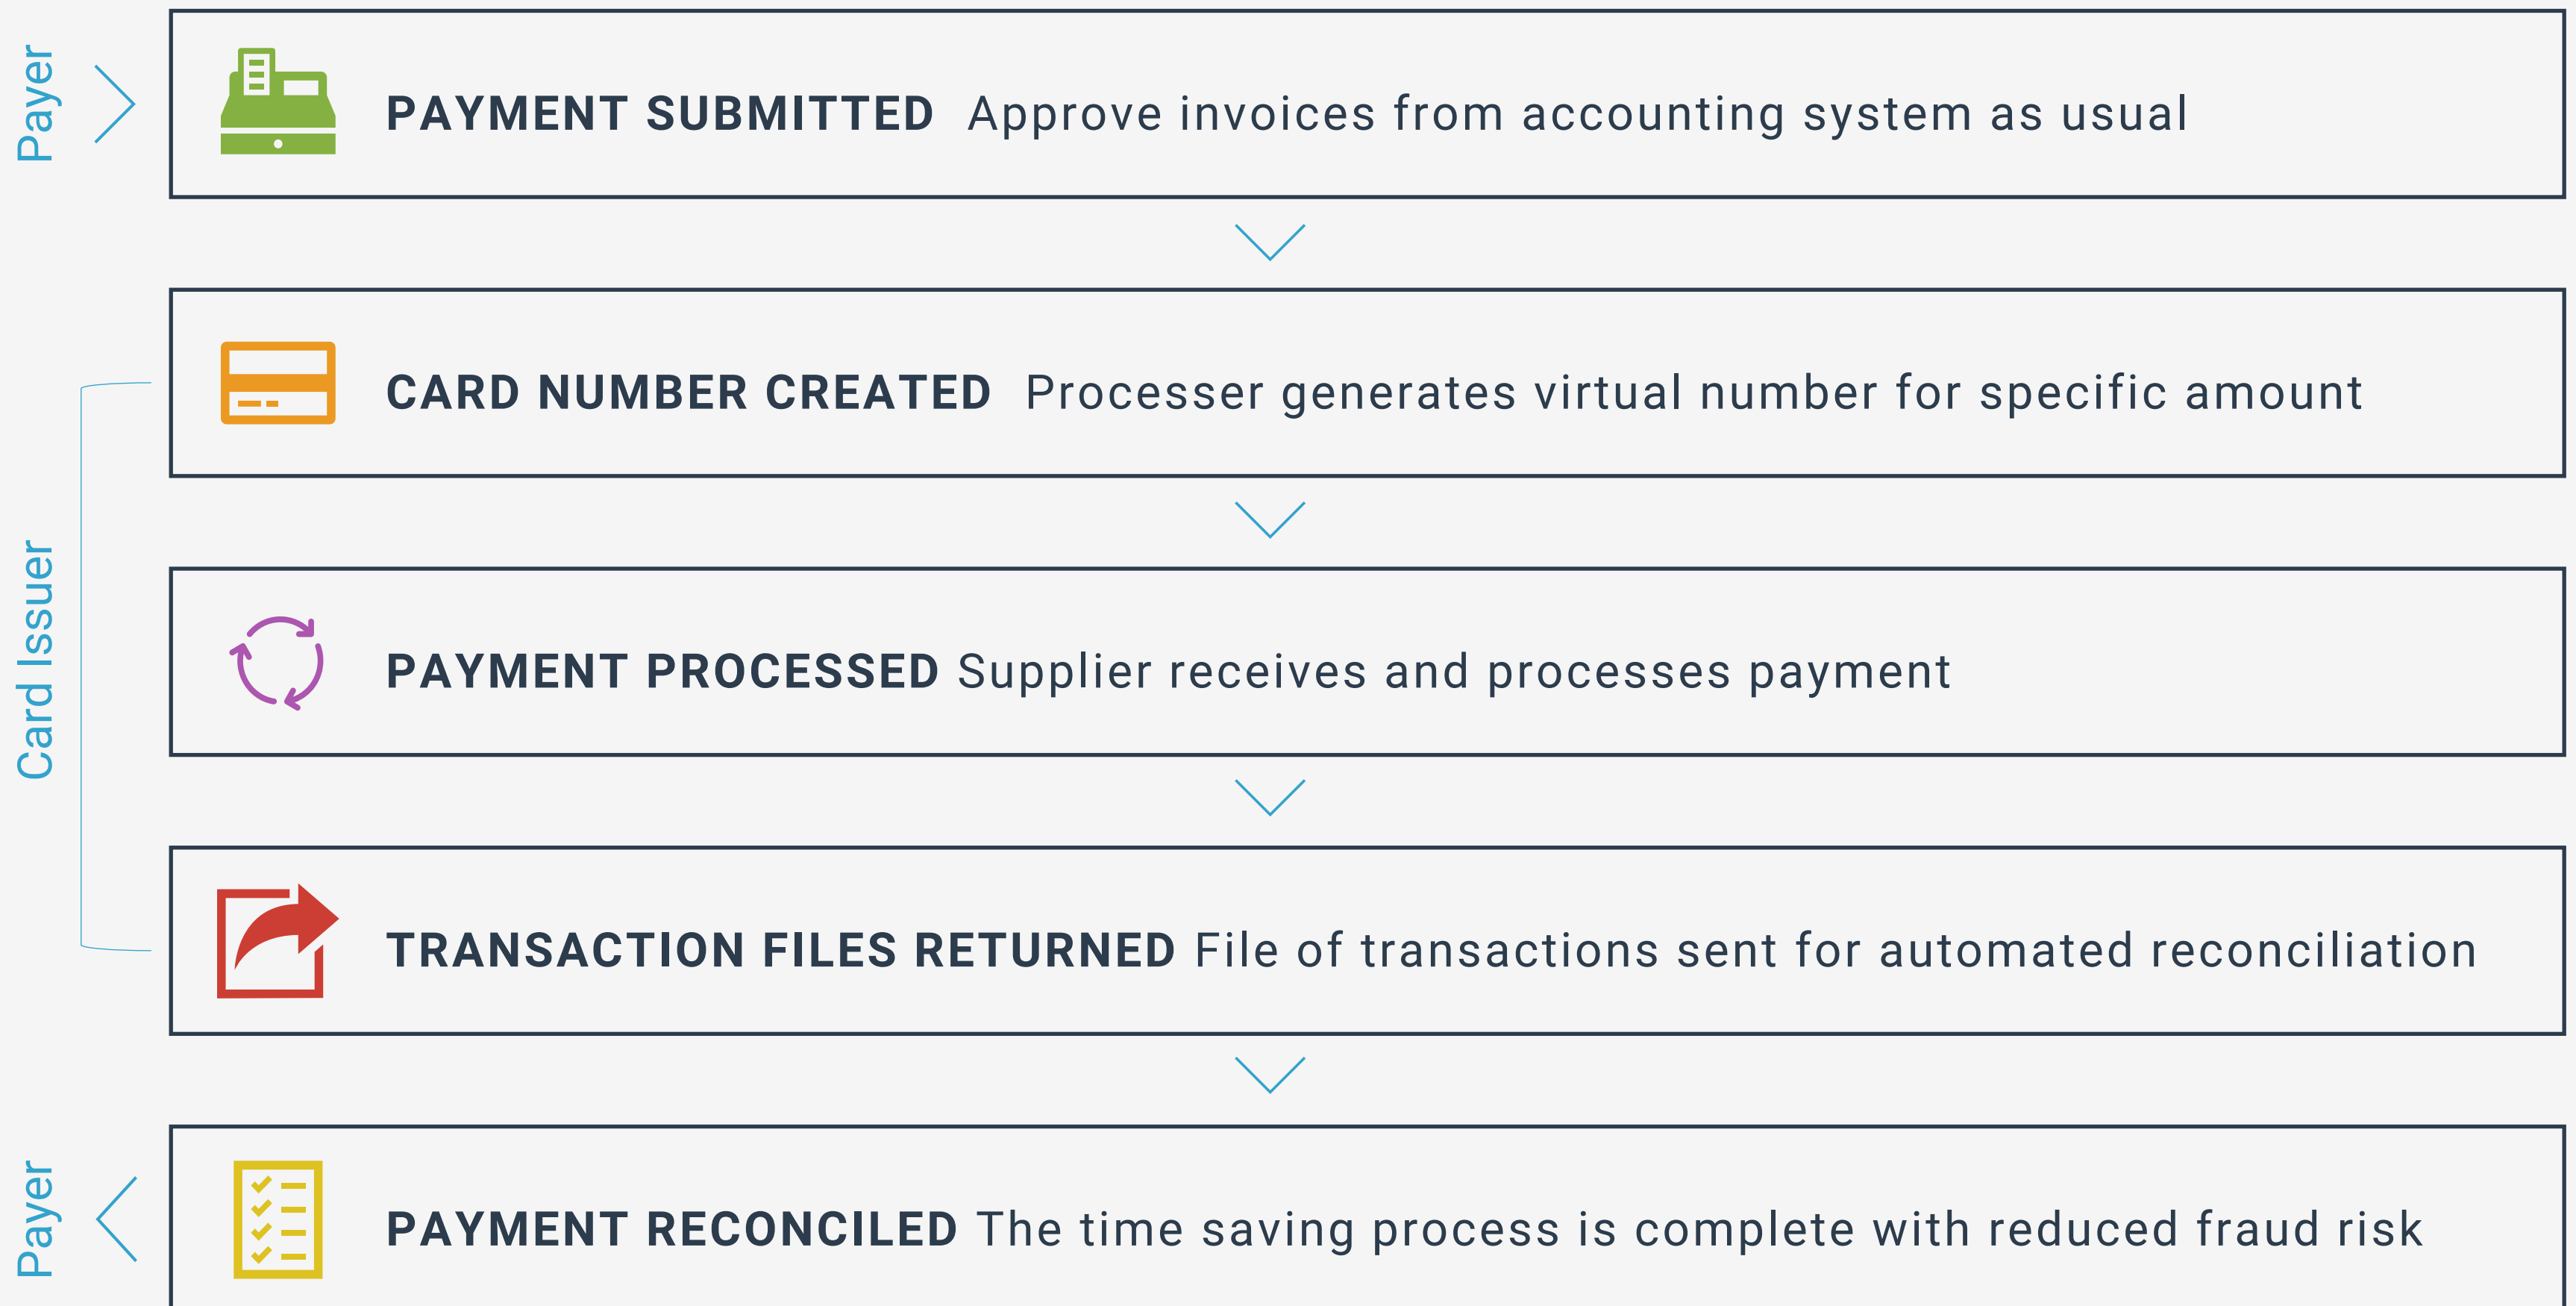 Payer
PAYMENT SUBMITTED Approve invoices from accounting system as usual
Card Issuer
CARD NUMBER CREATED Processer generates virtual number for specific amount
PAYMENT PROCESSED Supplier receives and processes payment
TRANSACTION FILES RETURNED File of transactions sent for automated reconciliation
Payer
PAYMENT RECONCILED The time saving process is complete with reduced fraud risk